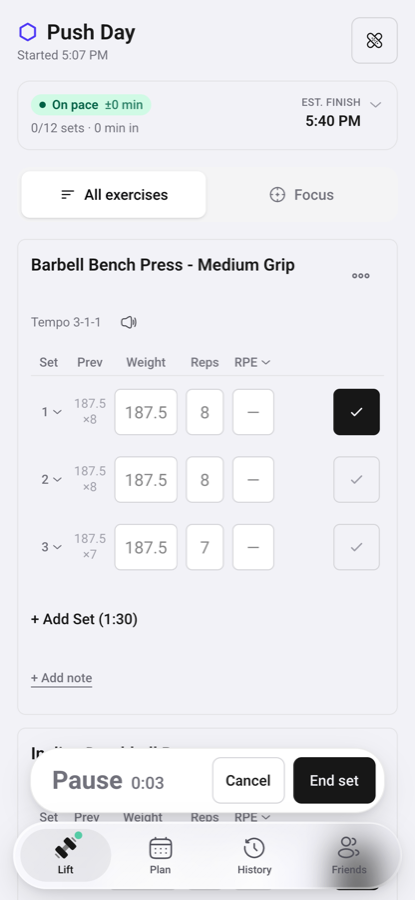 Push Day
Started 5:07 PM
On pace ±0 min
0/12 sets · 0 min in
EST. FINISH
5:40 PM
All exercises
Focus
Barbell Bench Press - Medium Grip
Tempo 3-1-1
Set Prev Weight Reps RPE
1 187.5 ×8 187.5 8 –
2 187.5 ×8 187.5 8 –
3 187.5 ×7 187.5 7 –
+ Add Set (1:30)
+ Add note
Pause 0:03 Cancel End set
Set Prev Weight Reps RPE
Lift Plan History Friends